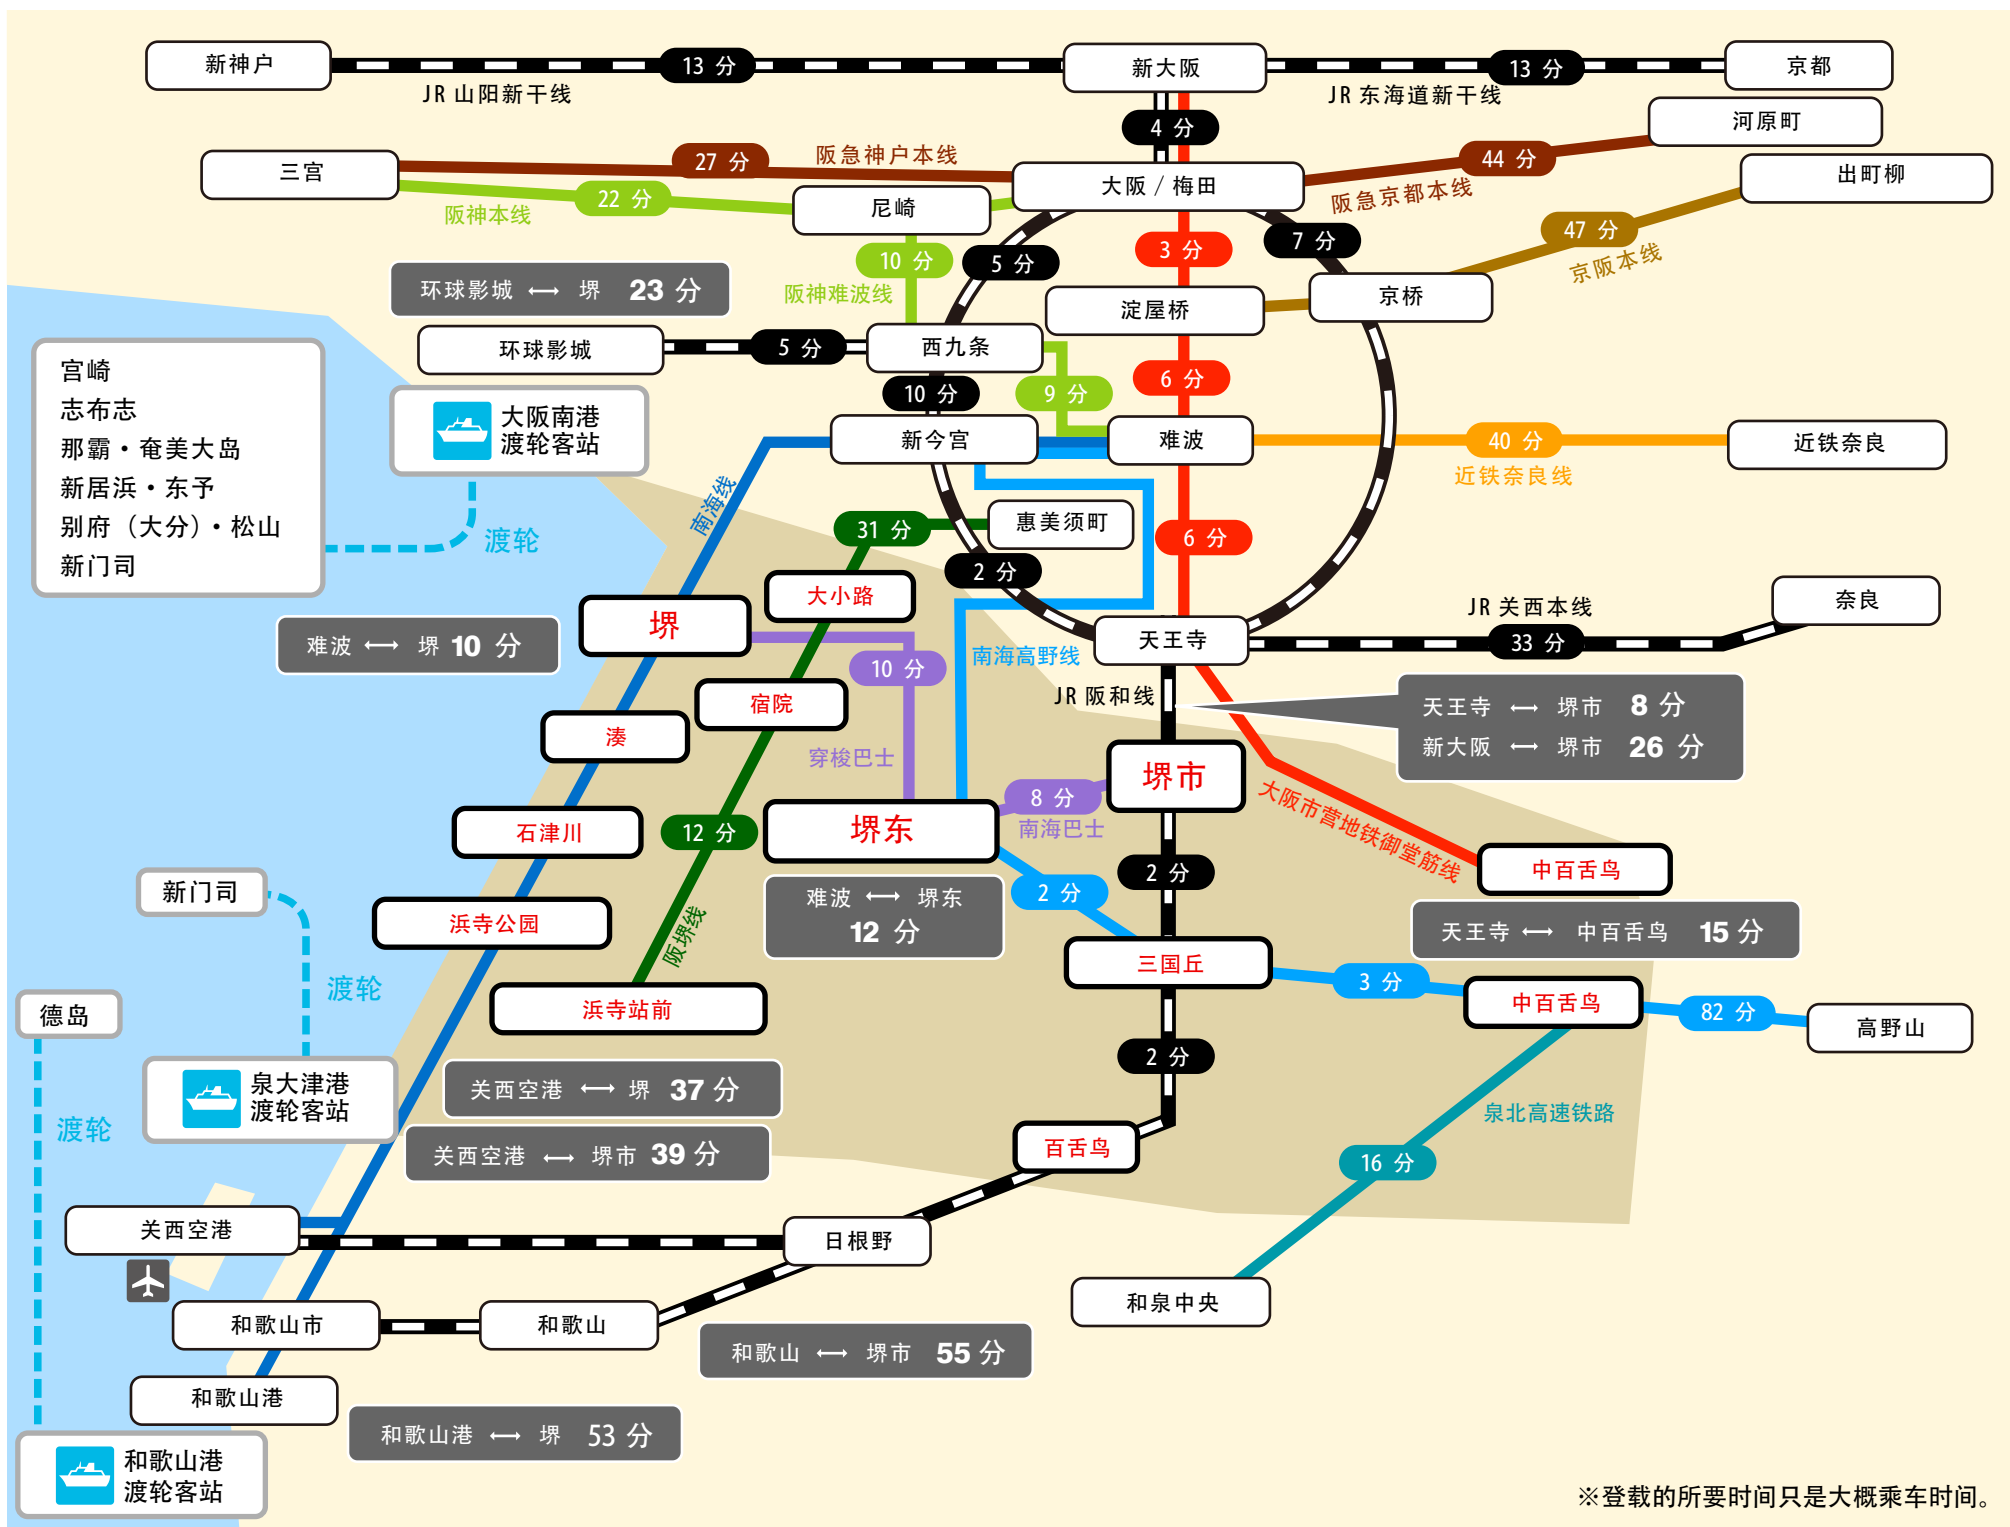 新神户
13 分
JR 山阳新干线
新大阪
13 分
JR 东海道新干线
京都
4 分
河原町
三宫
27 分
阪急神户本线
大阪 / 梅田
44 分
阪急京都本线
出町柳
22 分
阪神本线
尼崎
47 分
京阪本线
10 分
阪神难波线
5 分
3 分
7 分
环球影城 ⟷ 堺 23 分
淀屋桥
京桥
环球影城
5 分
西九条
宫崎
志布志
那霸・奄美大岛
新居浜・东予
别府（大分）・松山
新门司
大阪南港
渡轮客站
渡轮
10 分
9 分
6 分
新今宫
难波
40 分
近铁奈良线
近铁奈良
南海线
31 分
惠美须町
6 分
2 分
大小路
堺
难波 ⟷ 堺 10 分
10 分
南海高野线
天王寺
JR 关西本线
33 分
奈良
JR 阪和线
宿院
湊
穿梭巴士
天王寺 ⟷ 堺市 8 分
新大阪 ⟷ 堺市 26 分
堺市
8 分
南海巴士
大阪市营地铁御堂筋线
石津川
12 分
堺东
难波 ⟷ 堺东
12 分
2 分
2 分
中百舌鸟
天王寺 ⟷ 中百舌鸟 15 分
新门司
渡轮
浜寺公园
阪堺线
浜寺站前
三国丘
3 分
中百舌鸟
82 分
高野山
德岛
渡轮
泉大津港
渡轮客站
关西空港 ⟷ 堺 37 分
关西空港 ⟷ 堺市 39 分
2 分
百舌鸟
泉北高速铁路
16 分
关西空港
日根野
和泉中央
和歌山市
和歌山
和歌山 ⟷ 堺市 55 分
和歌山港
和歌山港 ⟷ 堺 53 分
和歌山港
渡轮客站
※登载的所要时间只是大概乘车时间。